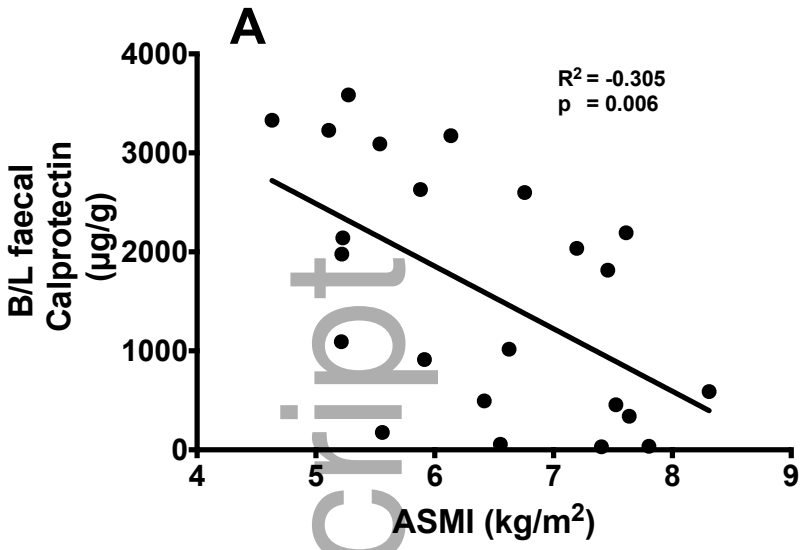 A
R² = -0.305
p = 0.006
4000
3000
2000
1000
0
B/L faecal
Calprotectin
(µg/g)
4 5 6 7 8 9
ASMI (kg/m²)
cript